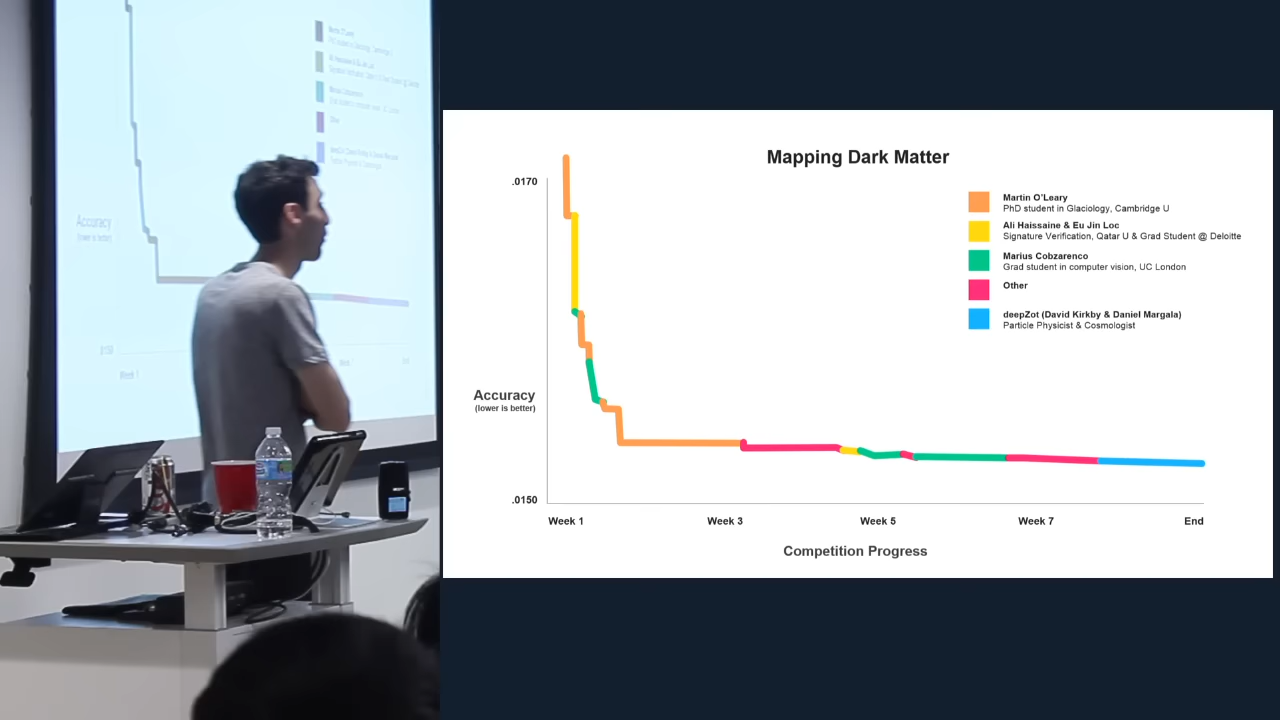 Mapping Dark Matter
.0170
Martin O'Leary
PhD student in Glaciology, Cambridge U
Ali Haissaine & Eu Jin Loc
Signature Verification, Qatar U & Grad Student @ Deloitte
Marius Cobzarenco
Grad student in computer vision, UC London
Other
deepZot (David Kirkby & Daniel Margala)
Particle Physicist & Cosmologist
Accuracy
(lower is better)
.0150
Week 1
Week 3
Week 5
Week 7
End
Competition Progress
Accuracy
(lower is better)
Other
Week 1